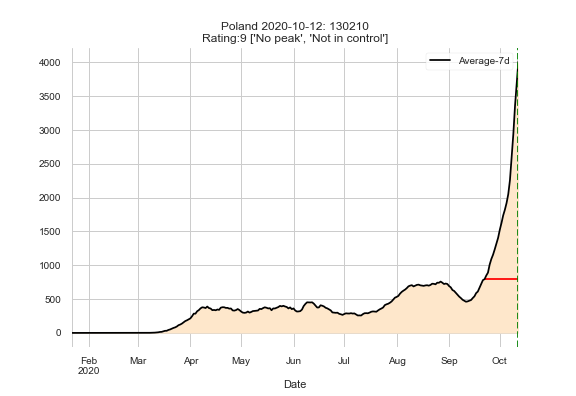 Poland 2020-10-12: 130210
Rating:9 ['No peak', 'Not in control']
Average-7d
4000
3500
3000
2500
2000
1500
1000
500
0
Feb Mar Apr May Jun Jul Aug Sep Oct
2020
Date